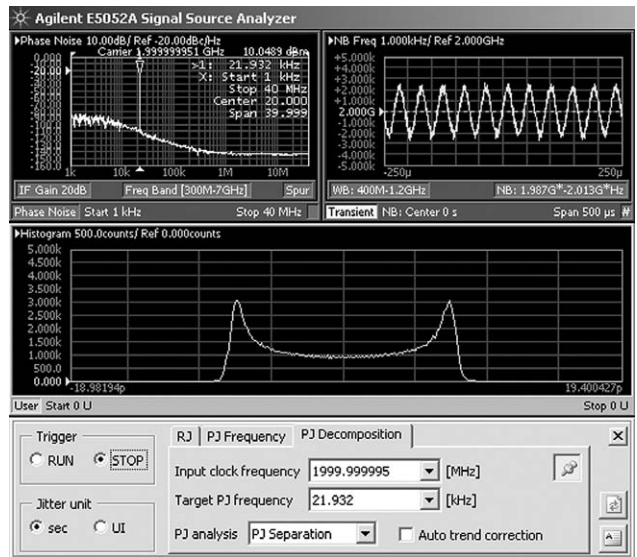 Agilent E5052A Signal Source Analyzer
Phase Noise 10.00dB/ Ref -20.00dBc/Hz
Carrier 1.999999951 GHz 10.0489 dBm
0.000
-20.00
>1: 21.932 kHz
X: Start 1 kHz
Stop 40 MHz
Center 20.000
Span 39.999
-160.0
1k 10k 100k 1M 10M
IF Gain 20dB Freq Band [300M-7GHz] Spur
Phase Noise Start 1 kHz Stop 40 MHz
NB Freq 1.000kHz/ Ref 2.000GHz
+5.000k
+4.000k
+3.000k
+2.000k
+1.000k
2.000G
-1.000k
-2.000k
-3.000k
-4.000k
-5.000k
-250µ 250µ
WB: 400M-1.2GHz NB: 1.987G*-2.013G*Hz
Transient NB: Center 0 s Span 500 µs #
Histogram 500.0counts/ Ref 0.000counts
5.000k
4.500k
4.000k
3.500k
3.000k
2.500k
2.000k
1.500k
1.000k
500.0
0.000
-18.98194p 19.400427p
User Start 0 U Stop 0 U
Trigger
RUN STOP
Jitter unit
sec UI
RJ PJ Frequency PJ Decomposition
Input clock frequency 1999.999995 [MHz]
Target PJ frequency 21.932 [kHz]
PJ analysis PJ Separation Auto trend correction